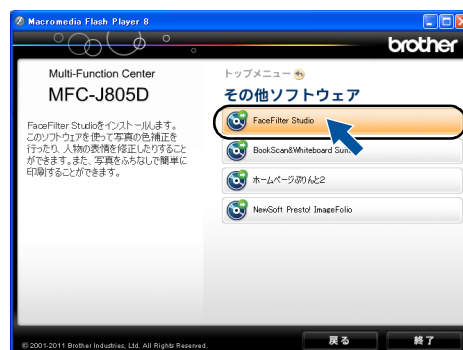 Macromedia Flash Player 8
brother
Multi-Function Center
MFC-J805D
FaceFilter Studioをインストールします。
このソフトウェアを使って写真の色補正を
行ったり、人物の表情を修正したりすること
ができます。また、写真をふちなしで簡単に
印刷することができます。
トップメニュー
その他ソフトウェア
FaceFilter Studio
BookScan&Whiteboard
ホームページぷりんと2
NewSoft Presto! ImageFolio
© 2001-2011 Brother Industries, Ltd. All Rights Reserved.
戻る
終了